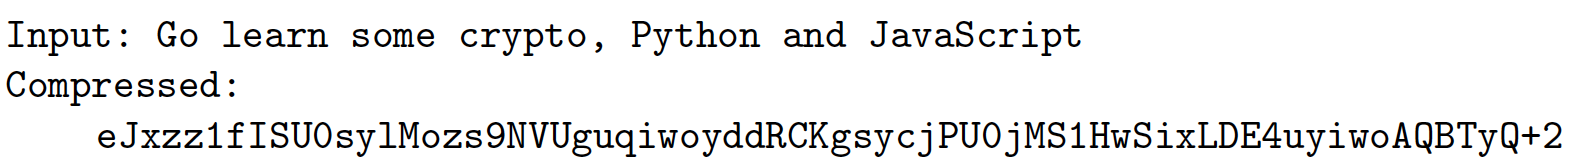 Input: Go learn some crypto, Python and JavaScript
Compressed:
eJxzz1fISU0sylMozs9NVUguqiwoyddRCKgsycjPU0jMS1HwSixLDE4uyiwoAQBTyQ+2